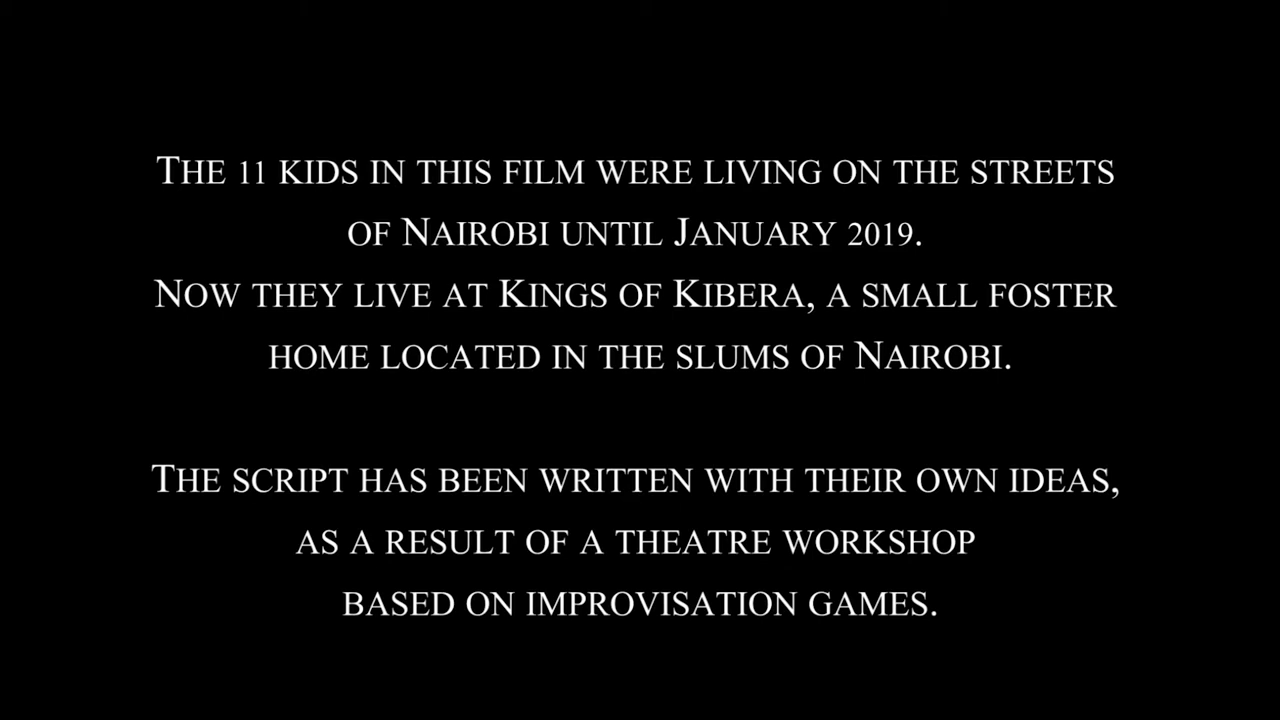 The 11 kids in this film were living on the streets
of Nairobi until January 2019.
Now they live at Kings of Kibera, a small foster
home located in the slums of Nairobi.
The script has been written with their own ideas,
as a result of a theatre workshop
based on improvisation games.